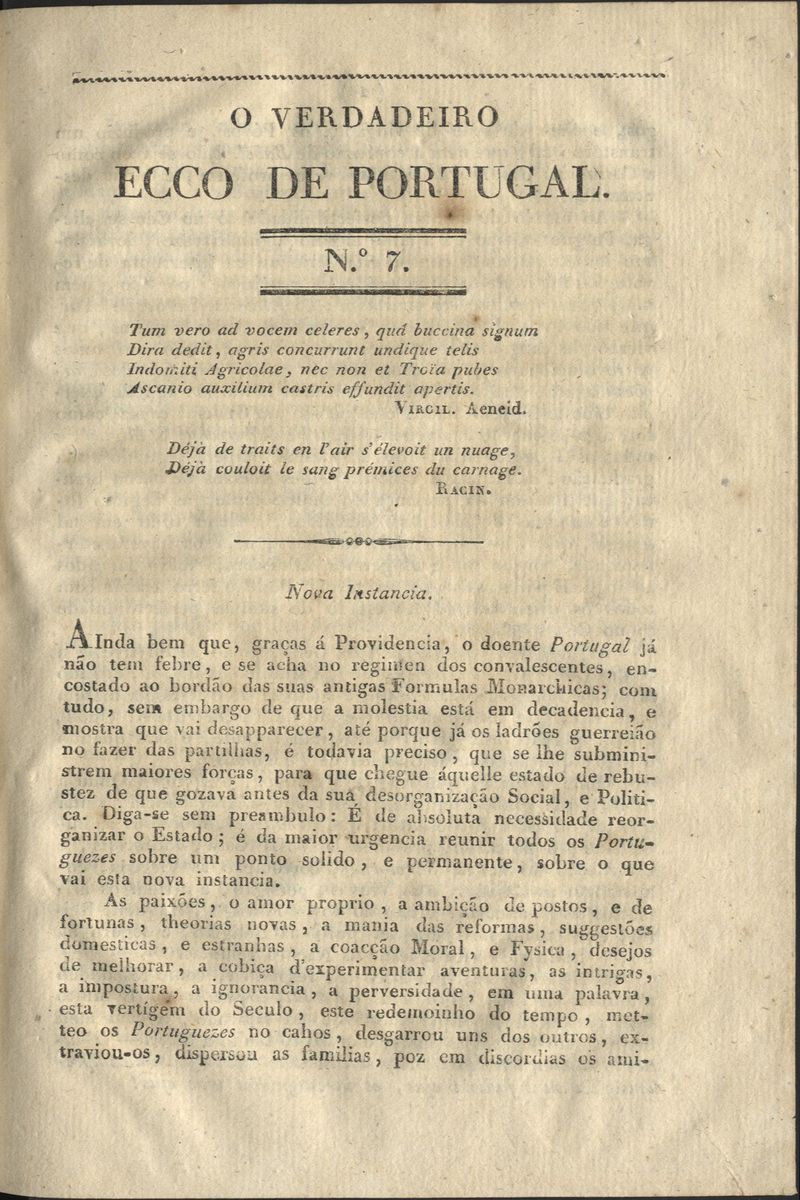 O VERDADEIRO
ECCO DE PORTUGAL.
N.º 7.
Tum vero ad vocem celeres, quá buccina signum
Dira dedit, agris concurrunt undique telis
Indomiti Agricolae, nec non et Troïa pubes
Ascanio auxilium castris effundit apertis.
VIRGIL. Aeneid.
Déjà de traits en l'air s'élevoit un nuage,
Déjà couloit le sang prémices du carnage.
RACIN.
Nova Instancia.
AInda bem que, graças á Providencia, o doente Portugal já
não tem febre, e se acha no regimen dos convalescentes, en-
costado ao bordão das suas antigas Formulas Monarchicas; com
tudo, sem embargo de que a molestia está em decadencia, e
mostra que vai desapparecer, até porque já os ladrões guerreião
no fazer das partilhas, é todavia preciso, que se lhe submini-
strem maiores forças, para que chegue áquelle estado de rebu-
stez de que gozava antes da sua desorganização Social, e Politi-
ca. Diga-se sem preambulo: É de absoluta necessidade reor-
ganizar o Estado; é da maior urgencia reunir todos os Portu-
guezes sobre um ponto solido, e permanente, sobre o que
vai esta nova instancia.
As paixões, o amor proprio, a ambição de postos, e de
fortunas, theorias novas, a mania das reformas, suggestões
domesticas, e estranhas, a coacção Moral, e Fysica, desejos
de melhorar, a cobiça d'experimentar aventuras, as intrigas,
a impostura, a ignorancia, a perversidade, em uma palavra,
esta vertígem do Seculo, este redemoinho do tempo, met-
teo os Portuguezes no cahos, desgarrou uns dos outros, ex-
traviou-os, dispersou as familias, poz em discordias os ami-